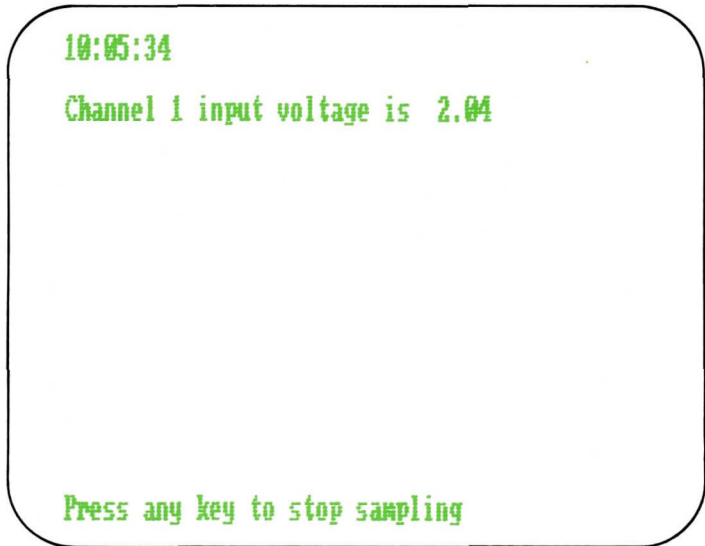 10:05:34
Channel 1 input voltage is 2.04
Press any key to stop sampling